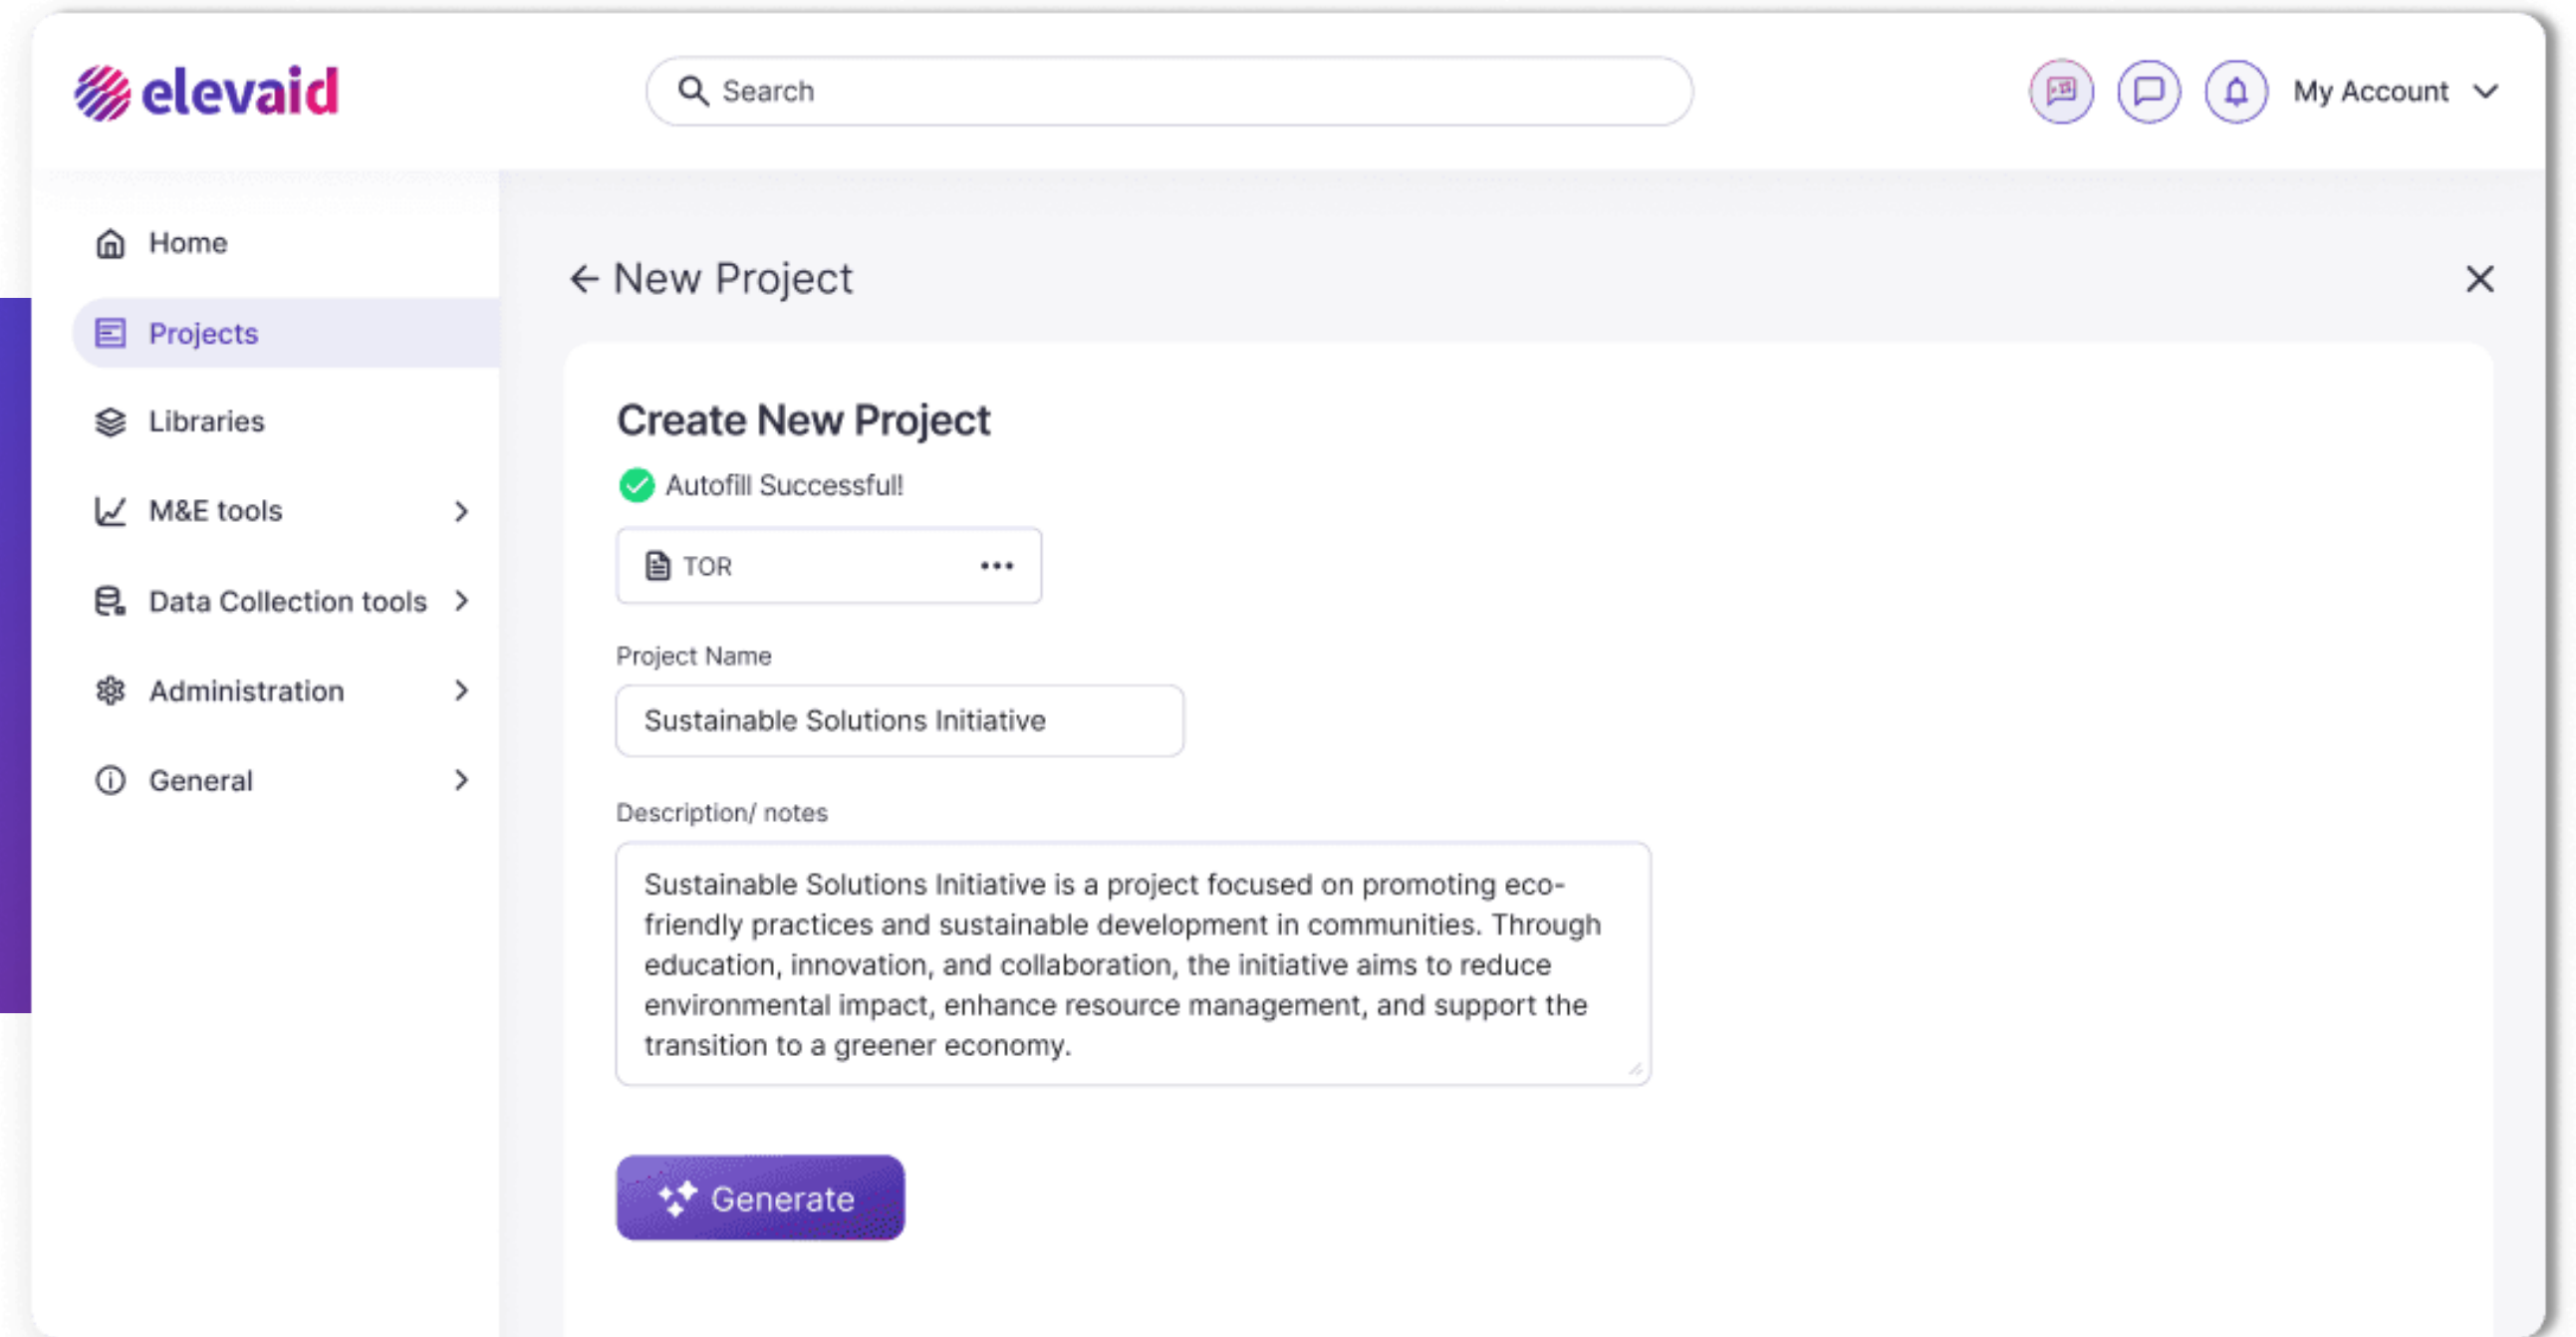 elevaid
Search
My Account
Home
Projects
Libraries
M&E tools
Data Collection tools
Administration
General
New Project
Create New Project
Autofill Successful!
TOR
Project Name
Sustainable Solutions Initiative
Description/ notes
Sustainable Solutions Initiative is a project focused on promoting eco-
friendly practices and sustainable development in communities. Through
education, innovation, and collaboration, the initiative aims to reduce
environmental impact, enhance resource management, and support the
transition to a greener economy.
Generate